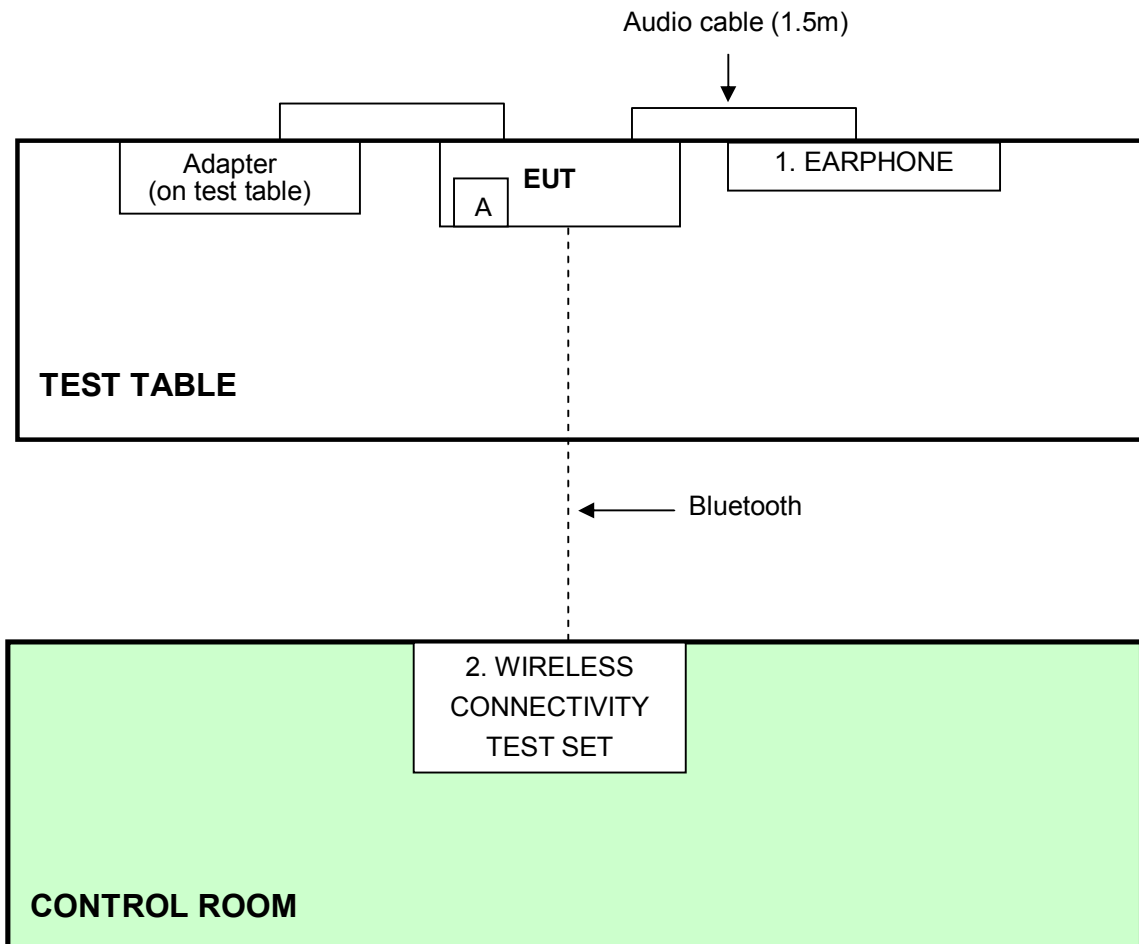 Audio cable (1.5m)
Adapter
(on test table)
EUT
A
1. EARPHONE
TEST TABLE
Bluetooth
2. WIRELESS
CONNECTIVITY
TEST SET
CONTROL ROOM